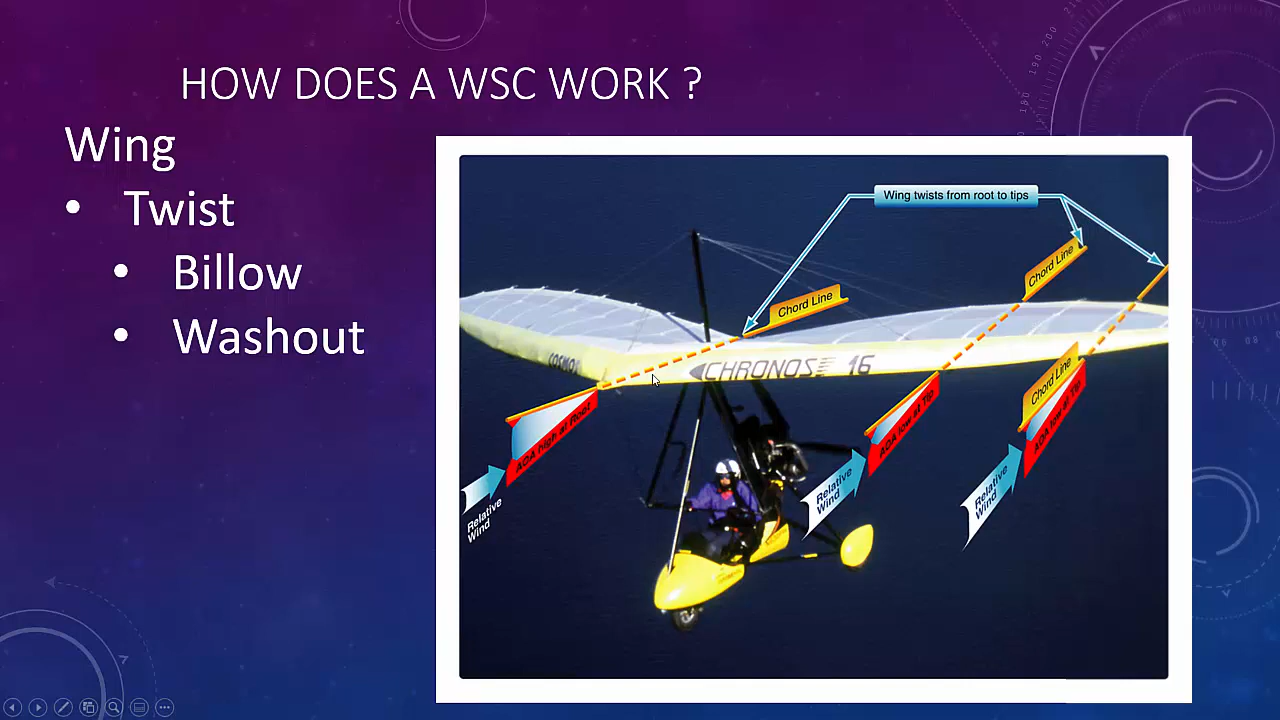 HOW DOES A WSC WORK ?
Wing
• Twist
• Billow
• Washout
Wing twists from root to tips
Chord Line
Chord Line
COSMOS
CHRONOS 16
Chord Line
AOA high at Root
AOA low at Tip
AOA low at Tip
Relative
Wind
Relative
Wind
Relative
Wind